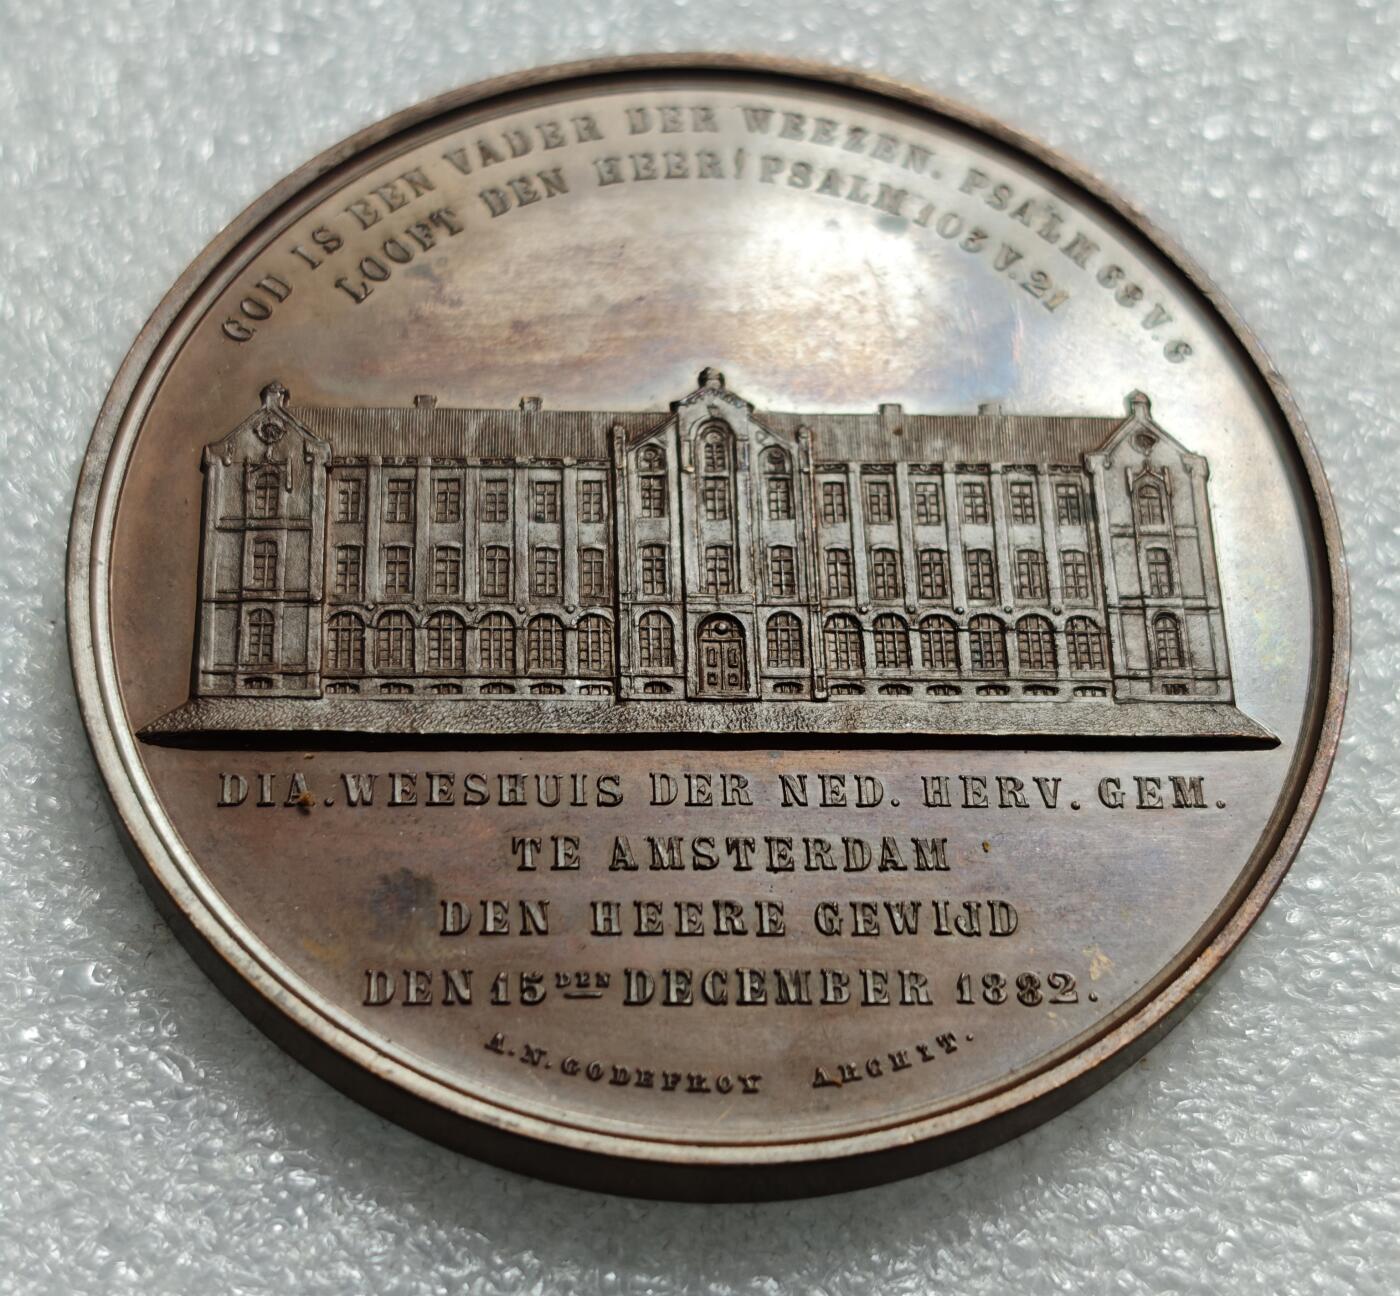 GOD IS EEN VADER DER WEEZEN. PSALM 68 V. 6
LOOFT DEN HEER! PSALM 103 V. 21
DIA. WEESHUIS DER NED. HERV. GEM.
TE AMSTERDAM
DEN HEERE GEWIJD
DEN 15DEN DECEMBER 1882.
A. N. GODEFROY ARCHIT.